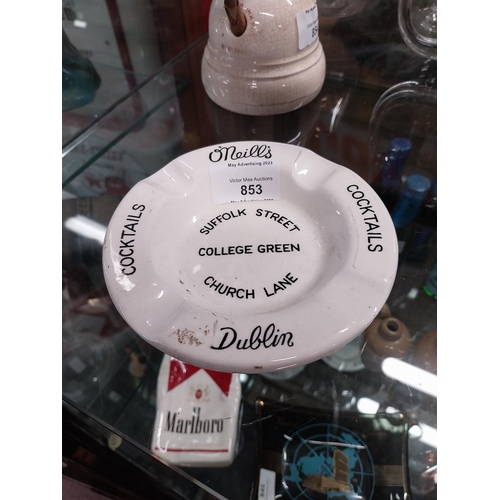 O'Neill's
May Advertising 2023
Victor Mee Auctions
853
COCKTAILS
COCKTAILS
SUFFOLK STREET
COLLEGE GREEN
CHURCH LANE
Dublin
Marlboro